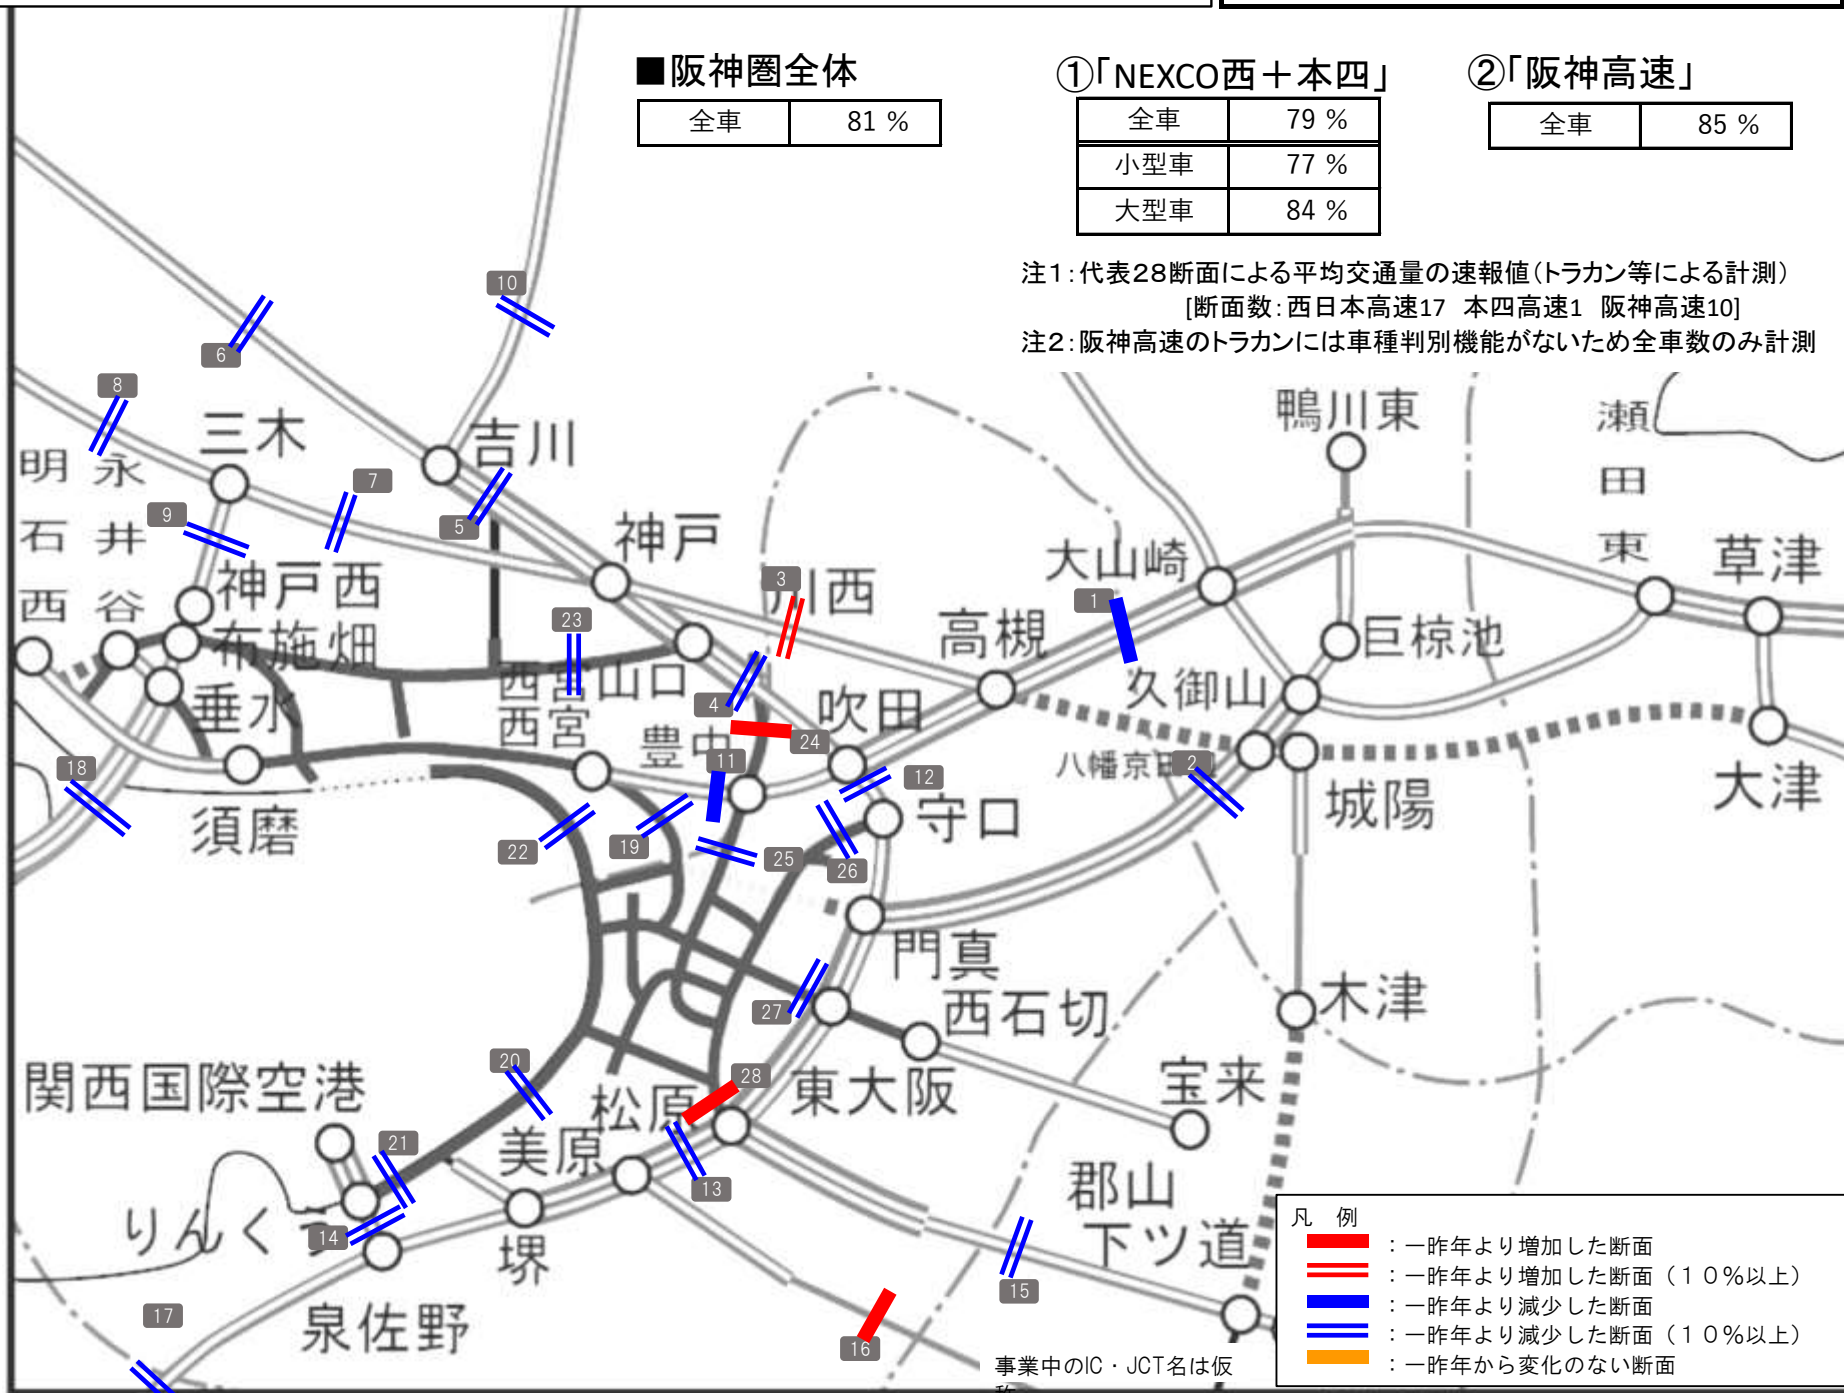 ■阪神圏全体
全車 81 %
①「NEXCO西＋本四」
全車 79 %
小型車 77 %
大型車 84 %
②「阪神高速」
全車 85 %
注1：代表28断面による平均交通量の速報値（トラカン等による計測）
[断面数：西日本高速17 本四高速1 阪神高速10]
注2：阪神高速のトラカンには車種判別機能がないため全車数のみ計測
10
6
8
三木
吉川
鴨川東
瀬田東
明石西
永井谷
7
9
5
神戸
大山崎
草津
神戸西
3
川西
1
高槻
巨椋池
布施畑
23
西宮山口
久御山
垂水
4
吹田
西宮
豊中
24
11
八幡京田辺
2
18
12
城陽
大津
須磨
守口
22
19
25
26
門真
27
西石切
木津
関西国際空港
20
松原
28
東大阪
宝来
21
美原
13
郡山
りんくう
14
堺
下ツ道
15
17
泉佐野
16
事業中のIC・JCT名は仮
称
凡 例
：一昨年より増加した断面
：一昨年より増加した断面（１０％以上）
：一昨年より減少した断面
：一昨年より減少した断面（１０％以上）
：一昨年から変化のない断面